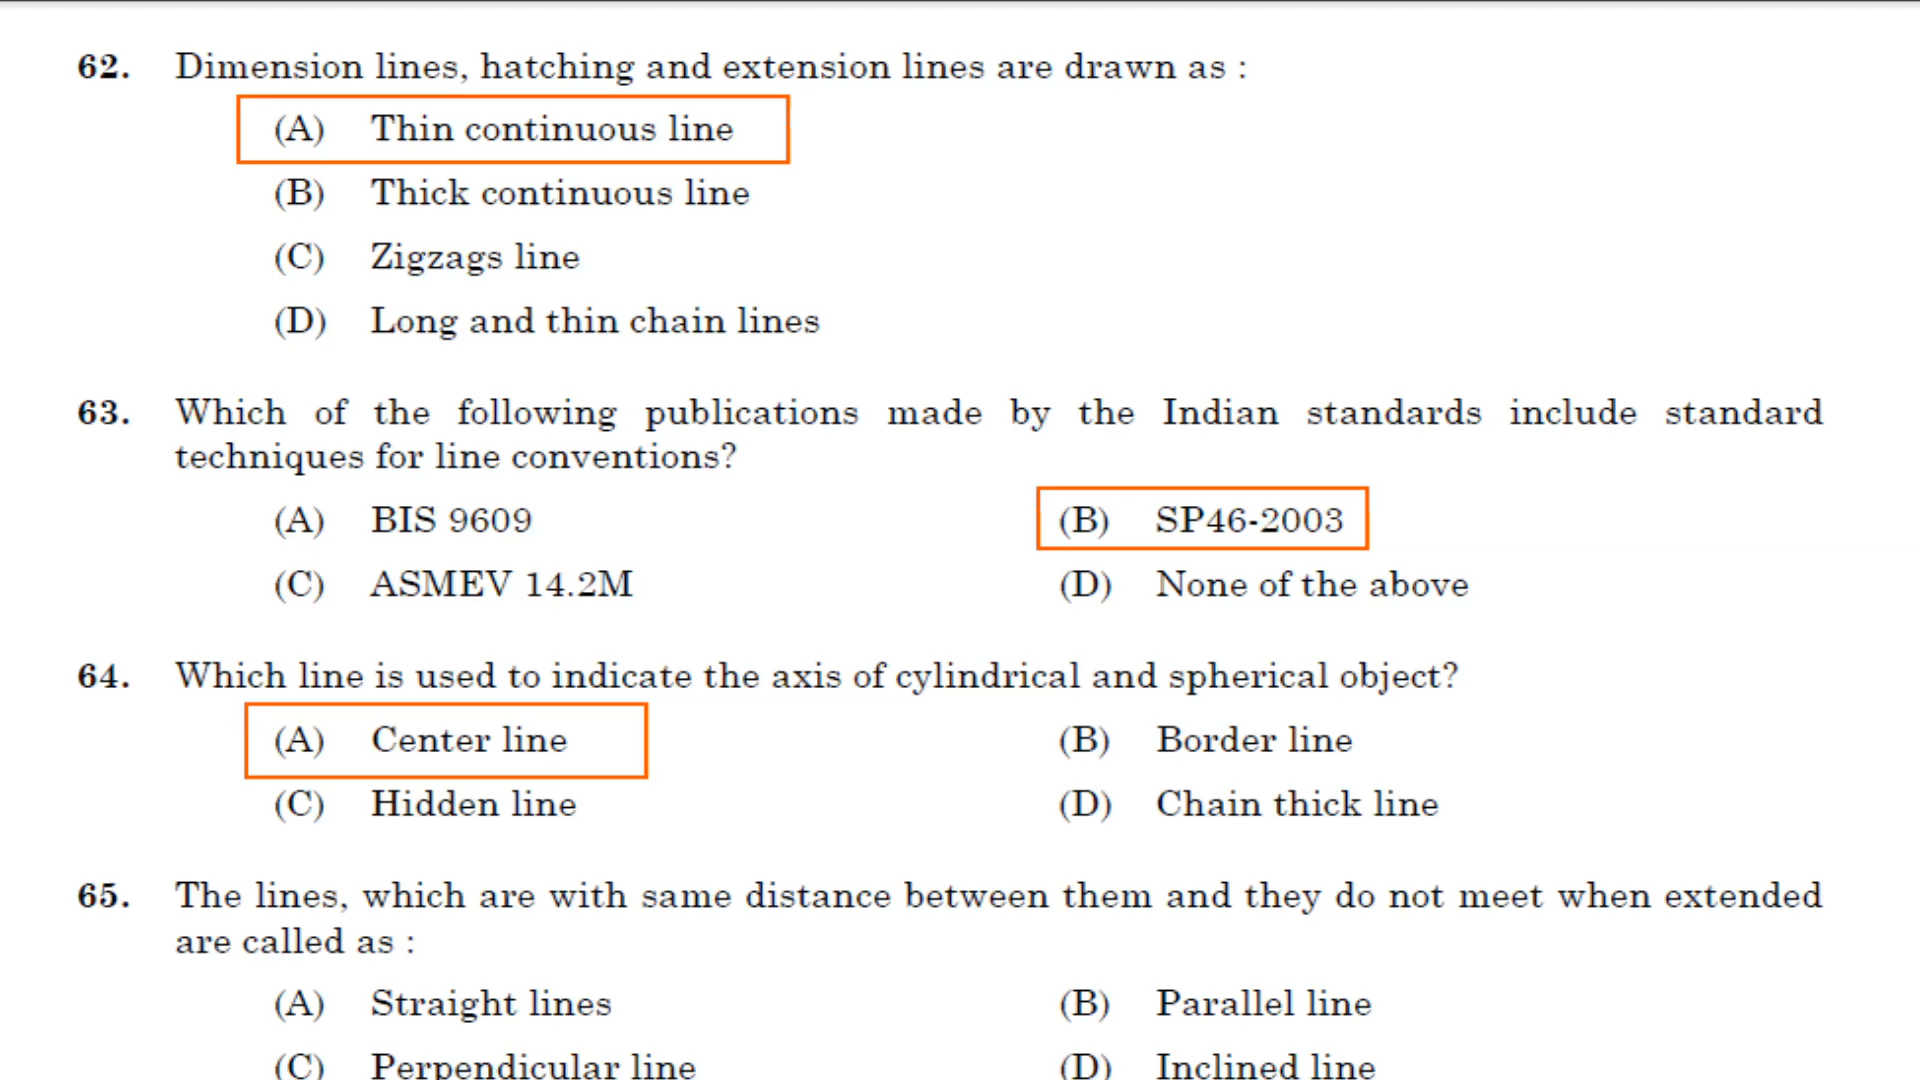 62. Dimension lines, hatching and extension lines are drawn as :
(A) Thin continuous line
(B) Thick continuous line
(C) Zigzags line
(D) Long and thin chain lines
63. Which of the following publications made by the Indian standards include standard
techniques for line conventions?
(A) BIS 9609 (B) SP46-2003
(C) ASMEV 14.2M (D) None of the above
64. Which line is used to indicate the axis of cylindrical and spherical object?
(A) Center line (B) Border line
(C) Hidden line (D) Chain thick line
65. The lines, which are with same distance between them and they do not meet when extended
are called as :
(A) Straight lines (B) Parallel line
(C) Perpendicular line (D) Inclined line